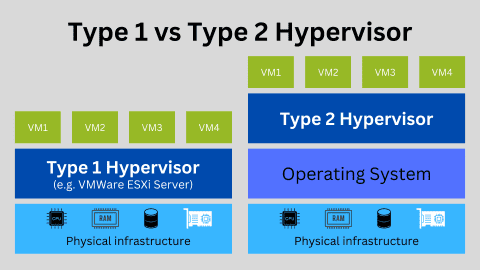 Type 1 vs Type 2 Hypervisor
VM1 VM2 VM3 VM4
Type 1 Hypervisor
(e.g. VMWare ESXi Server)
CPU RAM
Physical infrastructure
VM1 VM2 VM3 VM4
Type 2 Hypervisor
Operating System
CPU RAM
Physical infrastructure